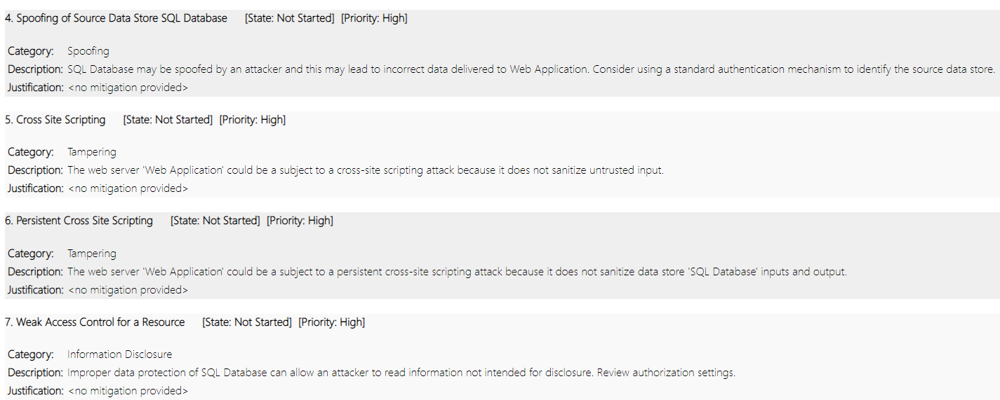 4. Spoofing of Source Data Store SQL Database [State: Not Started] [Priority: High]
Category: Spoofing
Description: SQL Database may be spoofed by an attacker and this may lead to incorrect data delivered to Web Application. Consider using a standard authentication mechanism to identify the source data store.
Justification: <no mitigation provided>
5. Cross Site Scripting [State: Not Started] [Priority: High]
Category: Tampering
Description: The web server 'Web Application' could be a subject to a cross-site scripting attack because it does not sanitize untrusted input.
Justification: <no mitigation provided>
6. Persistent Cross Site Scripting [State: Not Started] [Priority: High]
Category: Tampering
Description: The web server 'Web Application' could be a subject to a persistent cross-site scripting attack because it does not sanitize data store 'SQL Database' inputs and output.
Justification: <no mitigation provided>
7. Weak Access Control for a Resource [State: Not Started] [Priority: High]
Category: Information Disclosure
Description: Improper data protection of SQL Database can allow an attacker to read information not intended for disclosure. Review authorization settings.
Justification: <no mitigation provided>